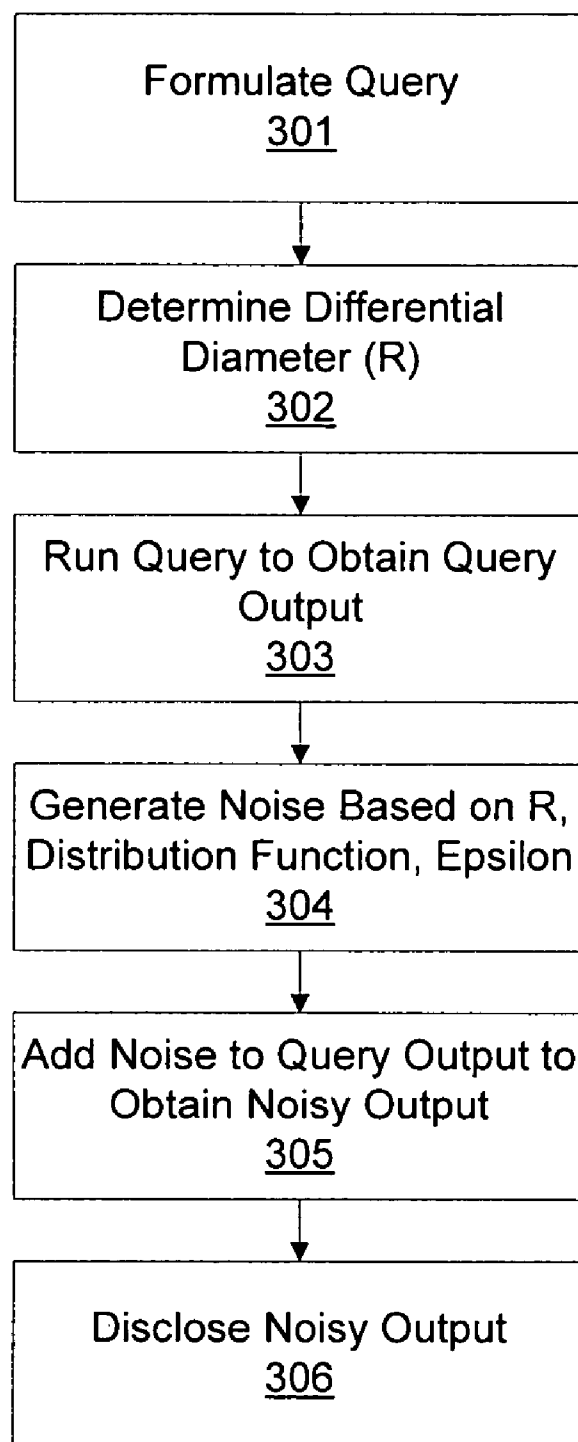 Formulate Query
301
Determine Differential
Diameter (R)
302
Run Query to Obtain Query
Output
303
Generate Noise Based on R,
Distribution Function, Epsilon
304
Add Noise to Query Output to
Obtain Noisy Output
305
Disclose Noisy Output
306